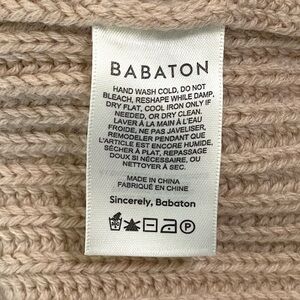 BABATON
HAND WASH COLD, DO NOT
BLEACH, RESHAPE WHILE DAMP,
DRY FLAT, COOL IRON ONLY IF
NEEDED, OR DRY CLEAN.
LAVER À LA MAIN À L'EAU
FROIDE, NE PAS JAVELISER,
REMODELER PENDANT QUE
L'ARTICLE EST ENCORE HUMIDE,
SÉCHER À PLAT, REPASSAGE
DOUX SI NÉCESSAIRE, OU
NETTOYER À SEC.
MADE IN CHINA
FABRIQUÉ EN CHINE
Sincerely, Babaton
P